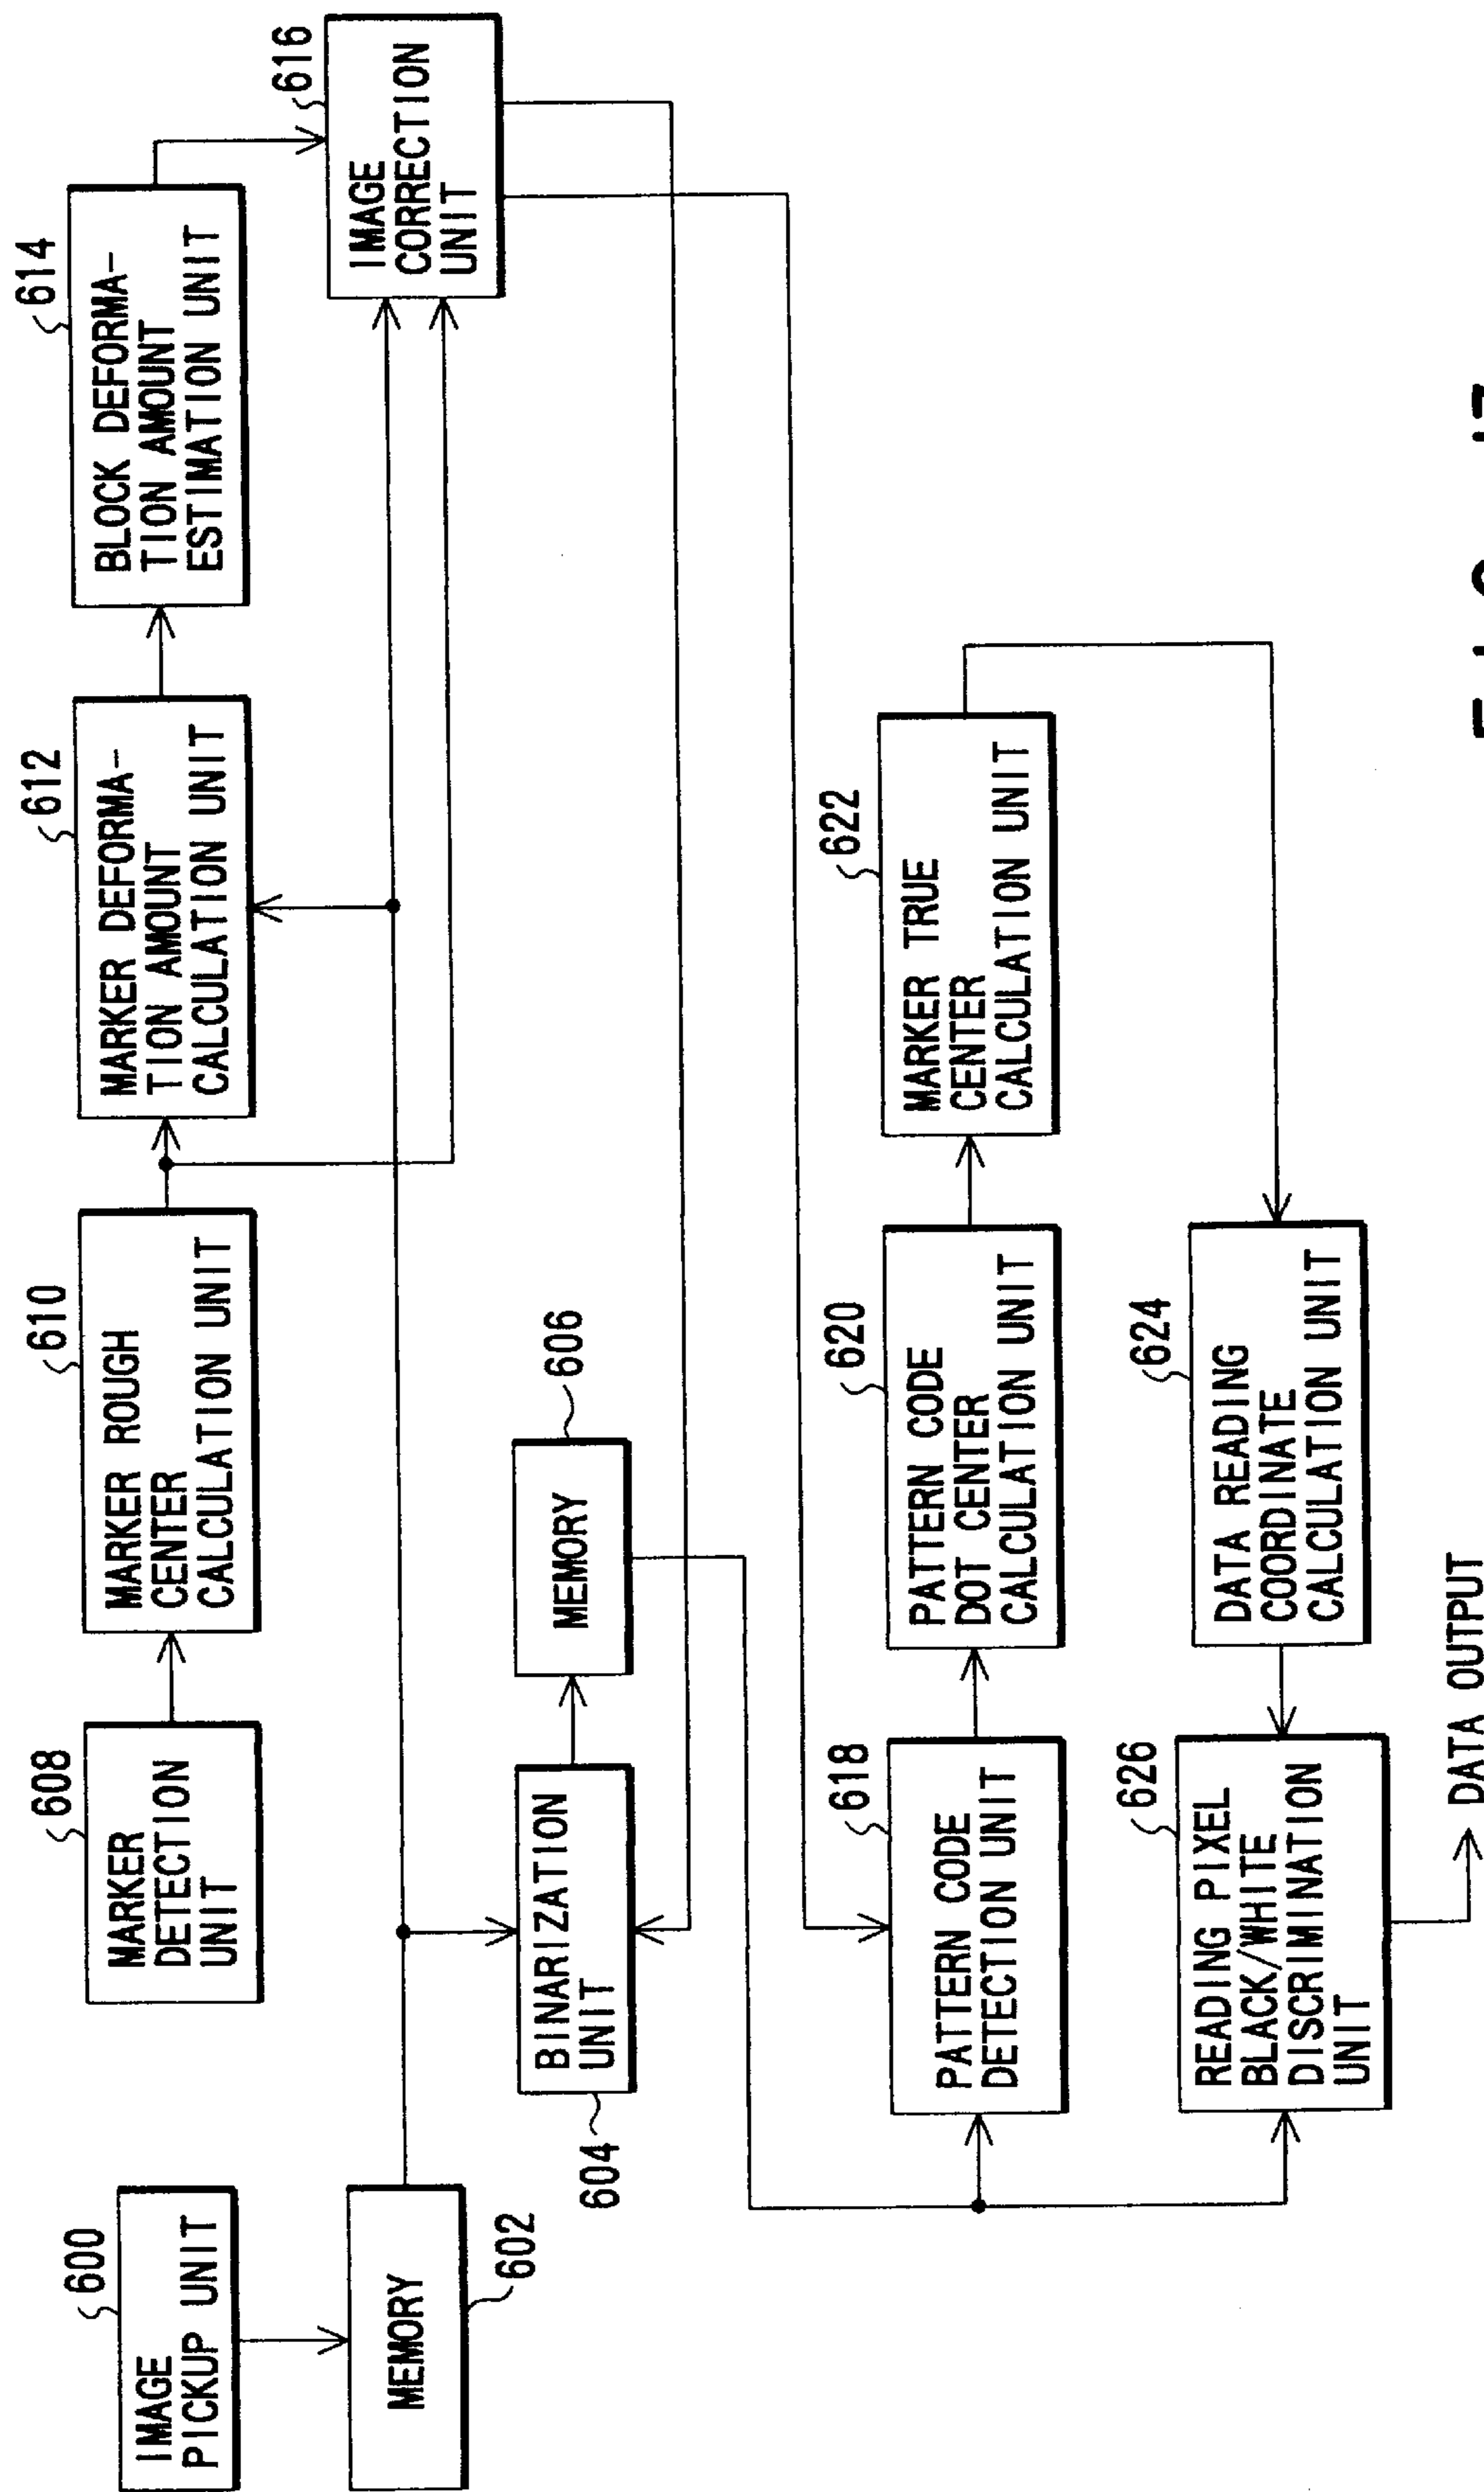 600
IMAGE
PICKUP UNIT
MEMORY
602
608
MARKER
DETECTION
UNIT
610
MARKER ROUGH
CENTER
CALCULATION UNIT
612
MARKER DEFORMA-
TION AMOUNT
CALCULATION UNIT
614
BLOCK DEFORMA-
TION AMOUNT
ESTIMATION UNIT
616
IMAGE
CORRECTION
UNIT
BINARIZATION
UNIT
604
606
MEMORY
618
PATTERN CODE
DETECTION UNIT
620
PATTERN CODE
DOT CENTER
CALCULATION UNIT
622
MARKER TRUE
CENTER
CALCULATION UNIT
626
READING PIXEL
BLACK/WHITE
DISCRIMINATION
UNIT
624
DATA READING
COORDINATE
CALCULATION UNIT
DATA OUTPUT